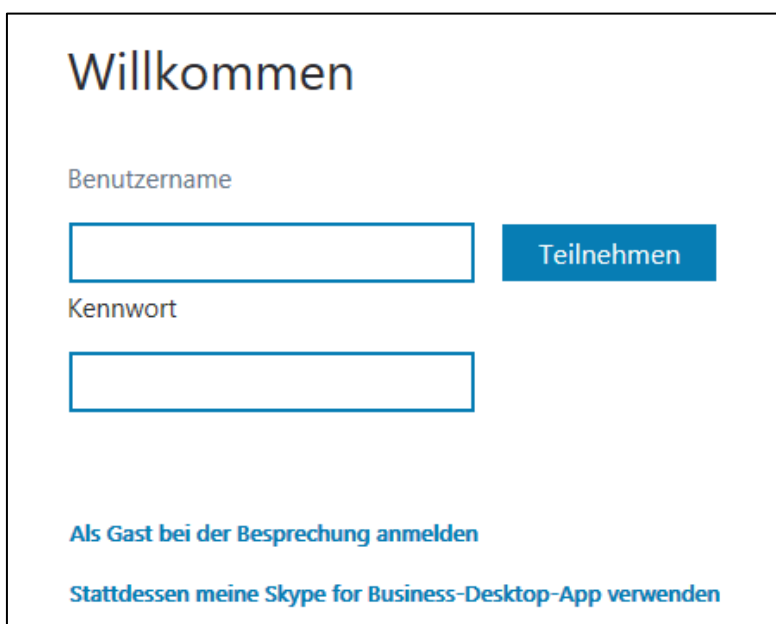 Willkommen
Benutzername
Teilnehmen
Kennwort
Als Gast bei der Besprechung anmelden
Stattdessen meine Skype for Business-Desktop-App verwenden